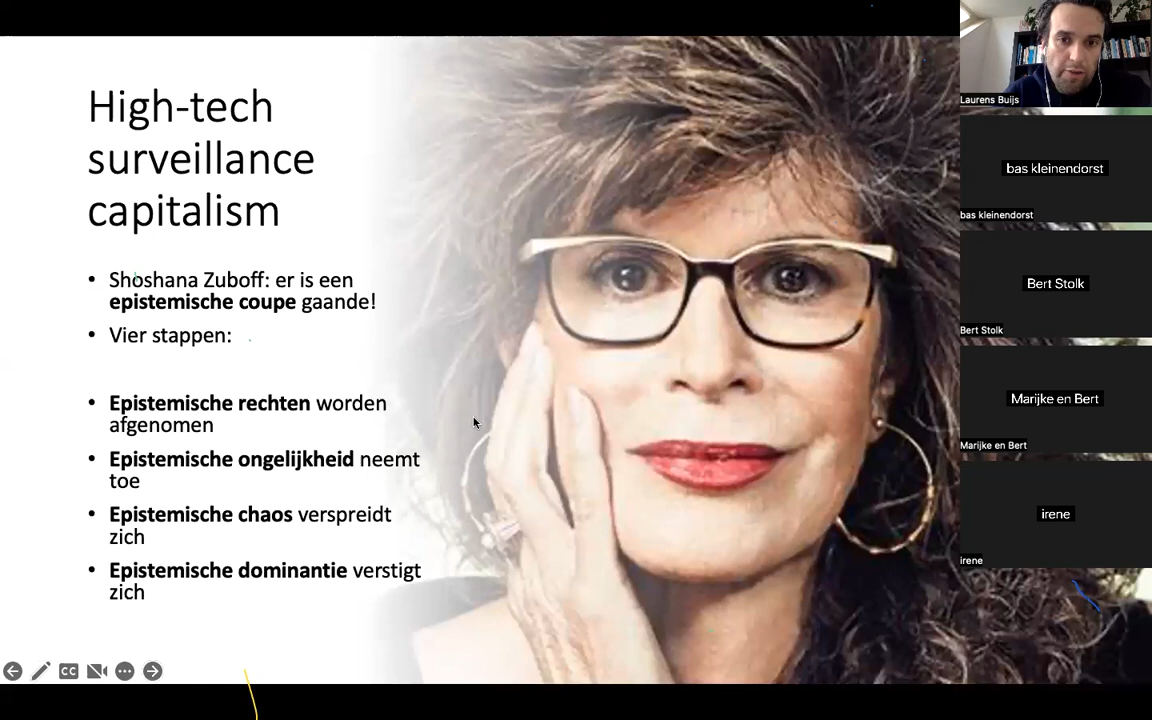 High-tech
surveillance
capitalism
• Shoshana Zuboff: er is een
epistemische coupe gaande!
• Vier stappen:
• Epistemische rechten worden
afgenomen
• Epistemische ongelijkheid neemt
toe
• Epistemische chaos verspreidt
zich
• Epistemische dominantie verstigt
zich
CC
Laurens Buijs
bas kleinendorst
bas kleinendorst
Bert Stolk
Bert Stolk
Marijke en Bert
Marijke en Bert
irene
irene